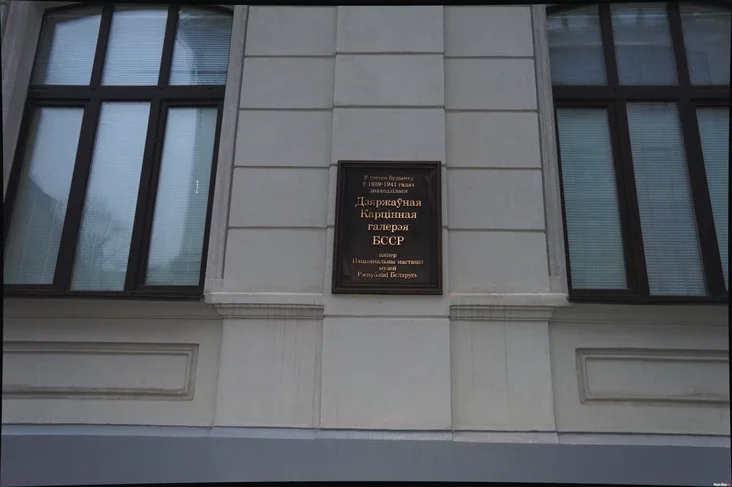 У гэтым будынку
ў 1939-1941 гадах
знаходзілася
Дзяржаўная
Карцінная
галерэя
БССР
цяпер
Нацыянальны мастацкі
музей
Рэспублікі Беларусь